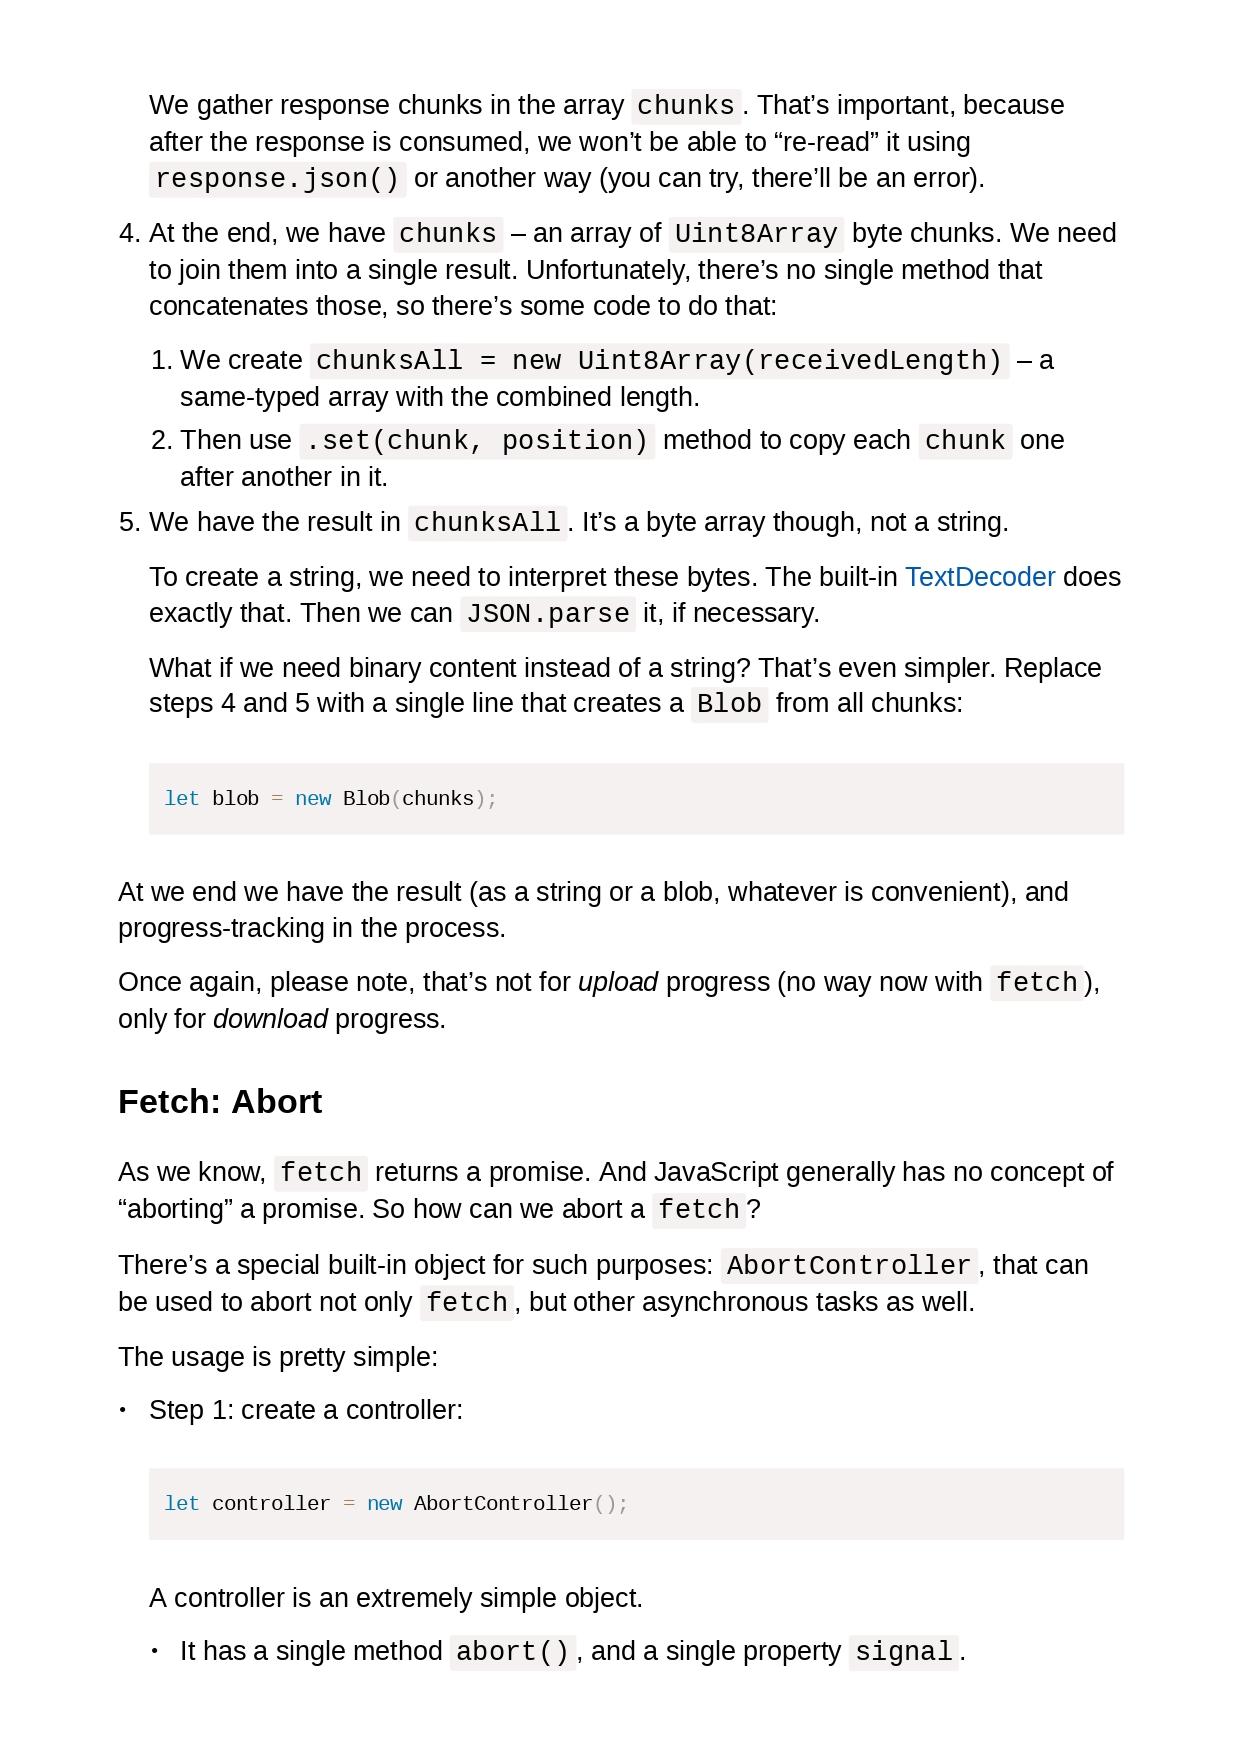 We gather response chunks in the array chunks. That’s important, because
after the response is consumed, we won’t be able to “re-read” it using
response.json() or another way (you can try, there’ll be an error).
4. At the end, we have chunks – an array of Uint8Array byte chunks. We need
to join them into a single result. Unfortunately, there’s no single method that
concatenates those, so there’s some code to do that:
1. We create chunksAll = new Uint8Array(receivedLength) – a
same-typed array with the combined length.
2. Then use .set(chunk, position) method to copy each chunk one
after another in it.
5. We have the result in chunksAll. It’s a byte array though, not a string.
To create a string, we need to interpret these bytes. The built-in TextDecoder does
exactly that. Then we can JSON.parse it, if necessary.
What if we need binary content instead of a string? That’s even simpler. Replace
steps 4 and 5 with a single line that creates a Blob from all chunks:
let blob = new Blob(chunks);
At we end we have the result (as a string or a blob, whatever is convenient), and
progress-tracking in the process.
Once again, please note, that’s not for upload progress (no way now with fetch),
only for download progress.
Fetch: Abort
As we know, fetch returns a promise. And JavaScript generally has no concept of
“aborting” a promise. So how can we abort a fetch?
There’s a special built-in object for such purposes: AbortController, that can
be used to abort not only fetch, but other asynchronous tasks as well.
The usage is pretty simple:
• Step 1: create a controller:
let controller = new AbortController();
A controller is an extremely simple object.
• It has a single method abort(), and a single property signal.